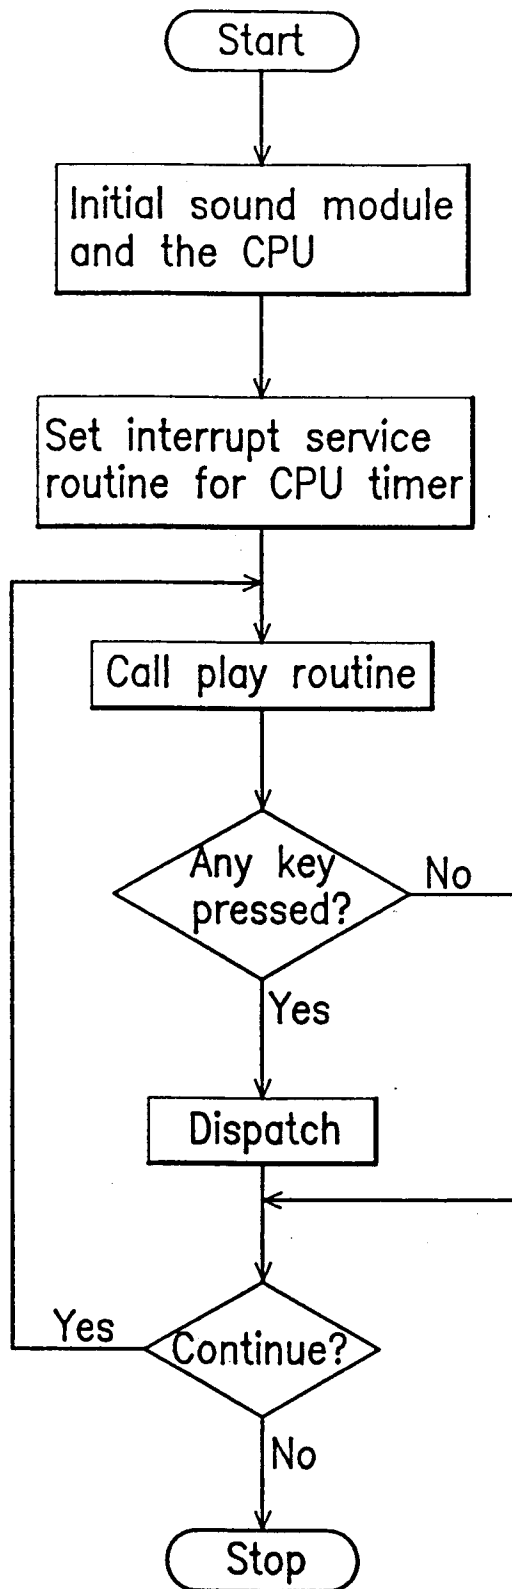 Start
Initial sound module
and the CPU
Set interrupt service
routine for CPU timer
Call play routine
Any key
pressed?
No
Yes
Dispatch
Yes
Continue?
No
Stop